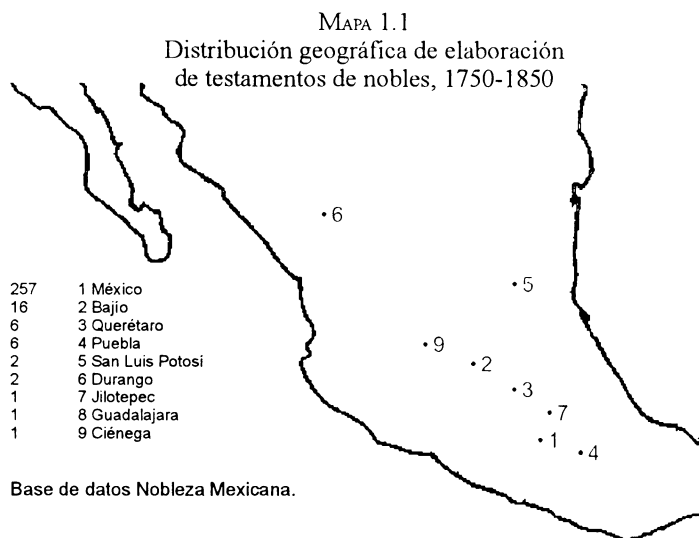 MAPA 1.1
Distribución geográfica de elaboración
de testamentos de nobles, 1750-1850
6
5
257 1 México
16 2 Bajío
6 3 Querétaro
6 4 Puebla
2 5 San Luis Potosí
2 6 Durango
1 7 Jilotepec
1 8 Guadalajara
1 9 Ciénega
9
2
3
7
1
4
Base de datos Nobleza Mexicana.